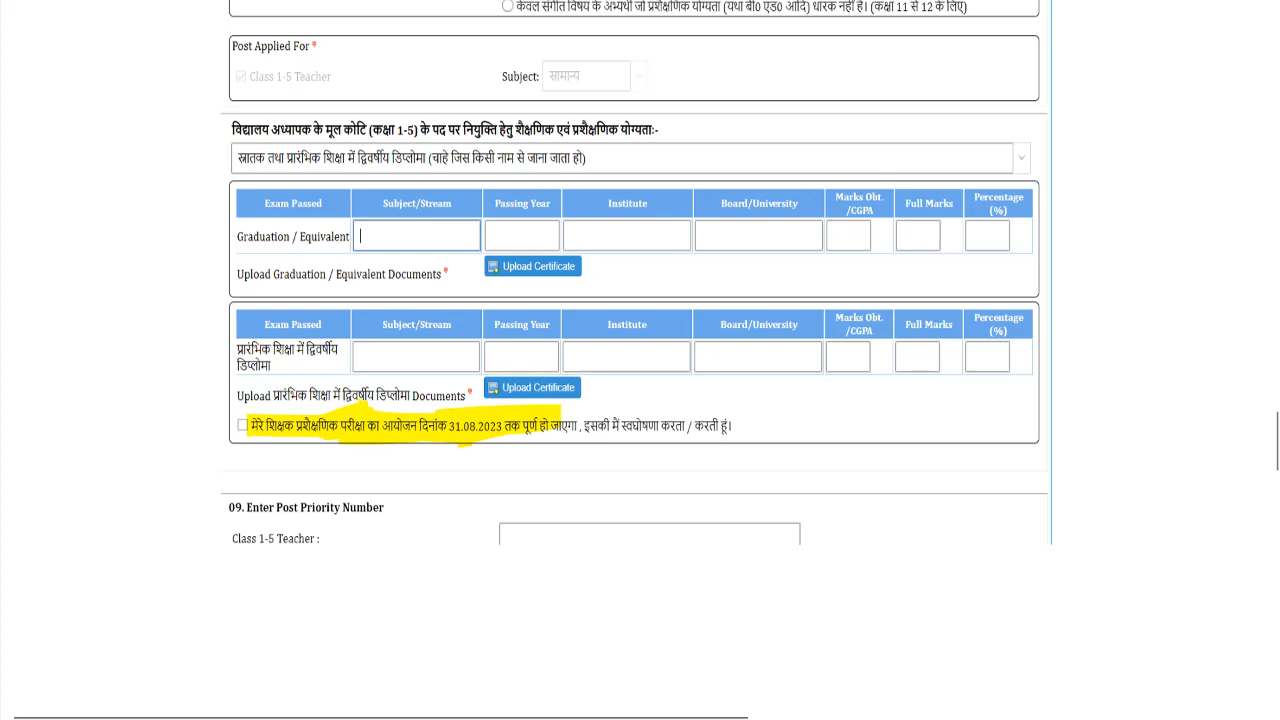 केवल संगीत विषय के अभ्यर्थी जो प्रशैक्षणिक योग्यता (यथा बी0 एड0 आदि) धारक नहीं है। (कक्षा 11 से 12 के लिए)
Post Applied For *
Class 1-5 Teacher Subject: सामान्य
विद्यालय अध्यापक के मूल कोटि (कक्षा 1-5) के पद पर नियुक्ति हेतु शैक्षणिक एवं प्रशैक्षणिक योग्यताः-
स्नातक तथा प्रारंभिक शिक्षा में द्विवर्षीय डिप्लोमा (चाहे जिस किसी नाम से जाना जाता हो)
Exam Passed Subject/Stream Passing Year Institute Board/University Marks Obt. /CGPA Full Marks Percentage (%)
Graduation / Equivalent
Upload Graduation / Equivalent Documents * Upload Certificate
Exam Passed Subject/Stream Passing Year Institute Board/University Marks Obt. /CGPA Full Marks Percentage (%)
प्रारंभिक शिक्षा में द्विवर्षीय
डिप्लोमा
Upload प्रारंभिक शिक्षा में द्विवर्षीय डिप्लोमा Documents * Upload Certificate
मेरे शिक्षक प्रशैक्षणिक परीक्षा का आयोजन दिनांक 31.08.2023 तक पूर्ण हो जाएगा , इसकी मैं स्वघोषणा करता / करती हूं।
09. Enter Post Priority Number
Class 1-5 Teacher :